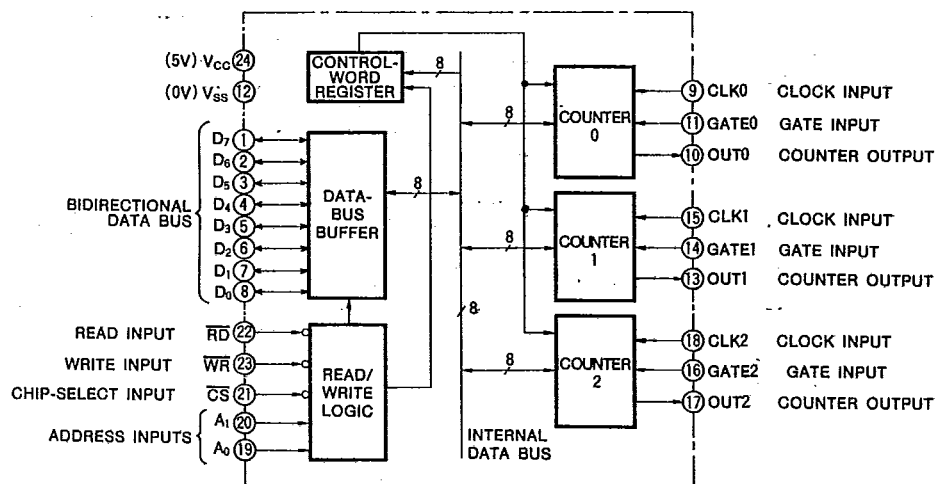 (5V) VCC 24
(0V) VSS 12
BIDIRECTIONAL
DATA BUS
D7 1
D6 2
D5 3
D4 4
D3 5
D2 6
D1 7
D0 8
READ INPUT RD 22
WRITE INPUT WR 23
CHIP-SELECT INPUT CS 21
ADDRESS INPUTS
A1 20
A0 19
CONTROL-
WORD
REGISTER
DATA-
BUS
BUFFER
READ/
WRITE
LOGIC
8
8
8
INTERNAL
DATA BUS
8
COUNTER
0
9 CLK0 CLOCK INPUT
11 GATE0 GATE INPUT
10 OUT0 COUNTER OUTPUT
8
COUNTER
1
15 CLK1 CLOCK INPUT
14 GATE1 GATE INPUT
13 OUT1 COUNTER OUTPUT
8
COUNTER
2
18 CLK2 CLOCK INPUT
16 GATE2 GATE INPUT
17 OUT2 COUNTER OUTPUT